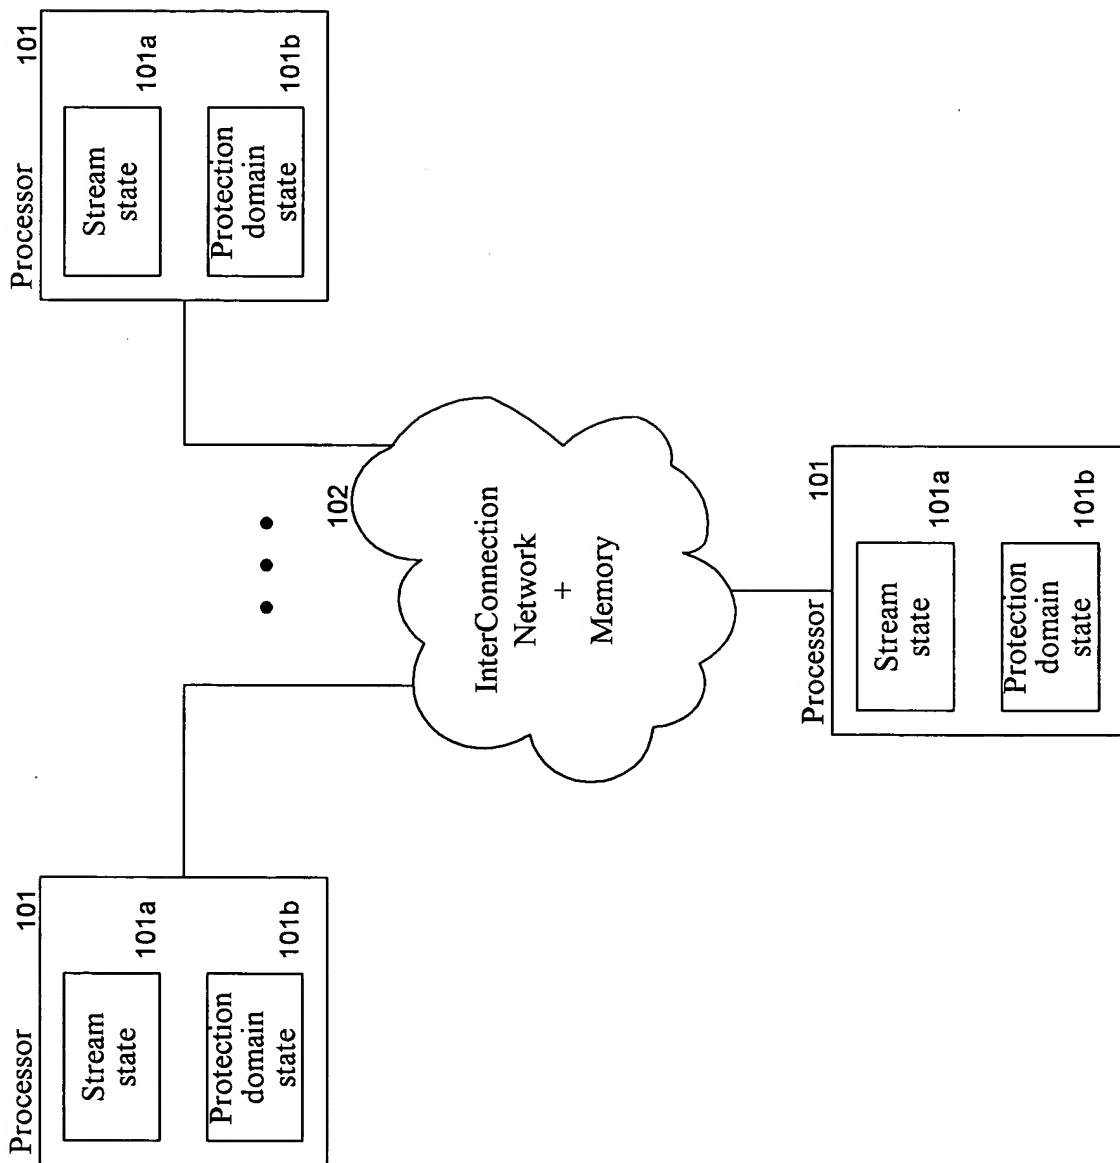 Processor
101
Stream
state
101a
Protection
domain
state
101b
Processor
101
Stream
state
101a
Protection
domain
state
101b
102
InterConnection
Network
+
Memory
Processor
101
Stream
state
101a
Protection
domain
state
101b